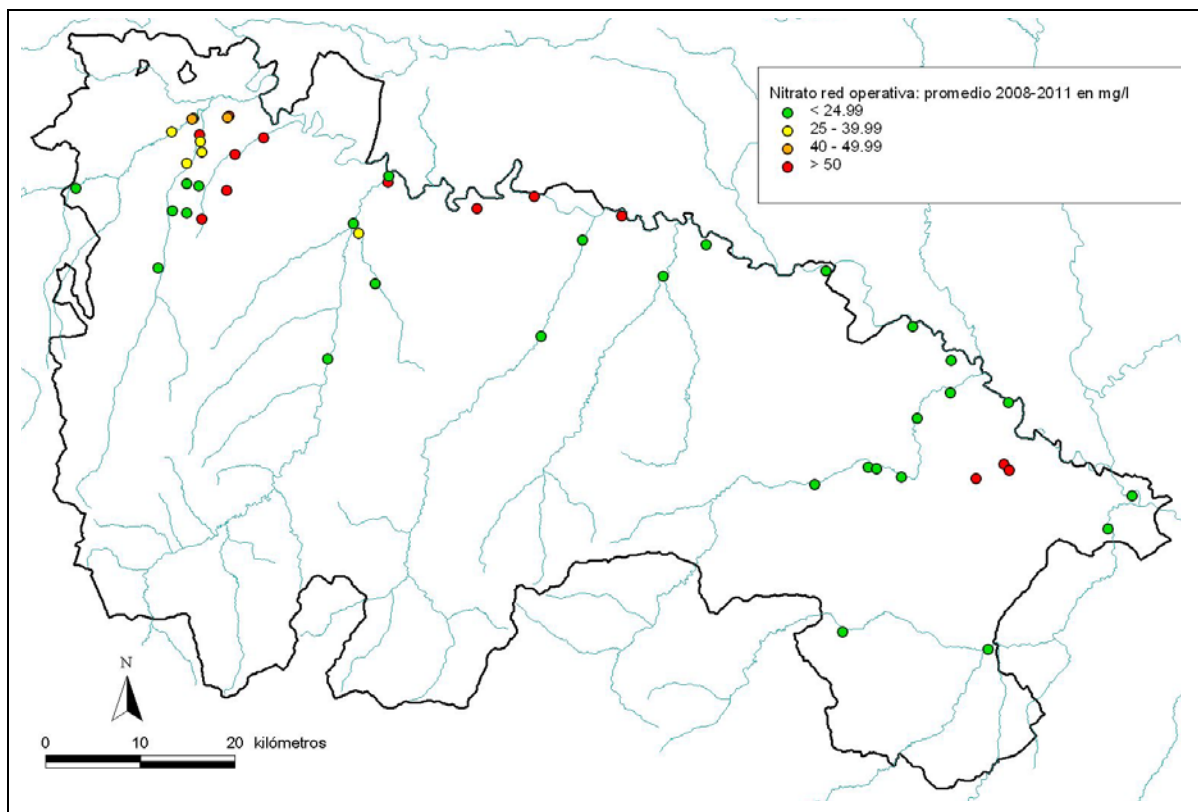 Nitrato red operativa: promedio 2008-2011 en mg/l
< 24.99
25 - 39.99
40 - 49.99
> 50
N
0 10 20 kilómetros